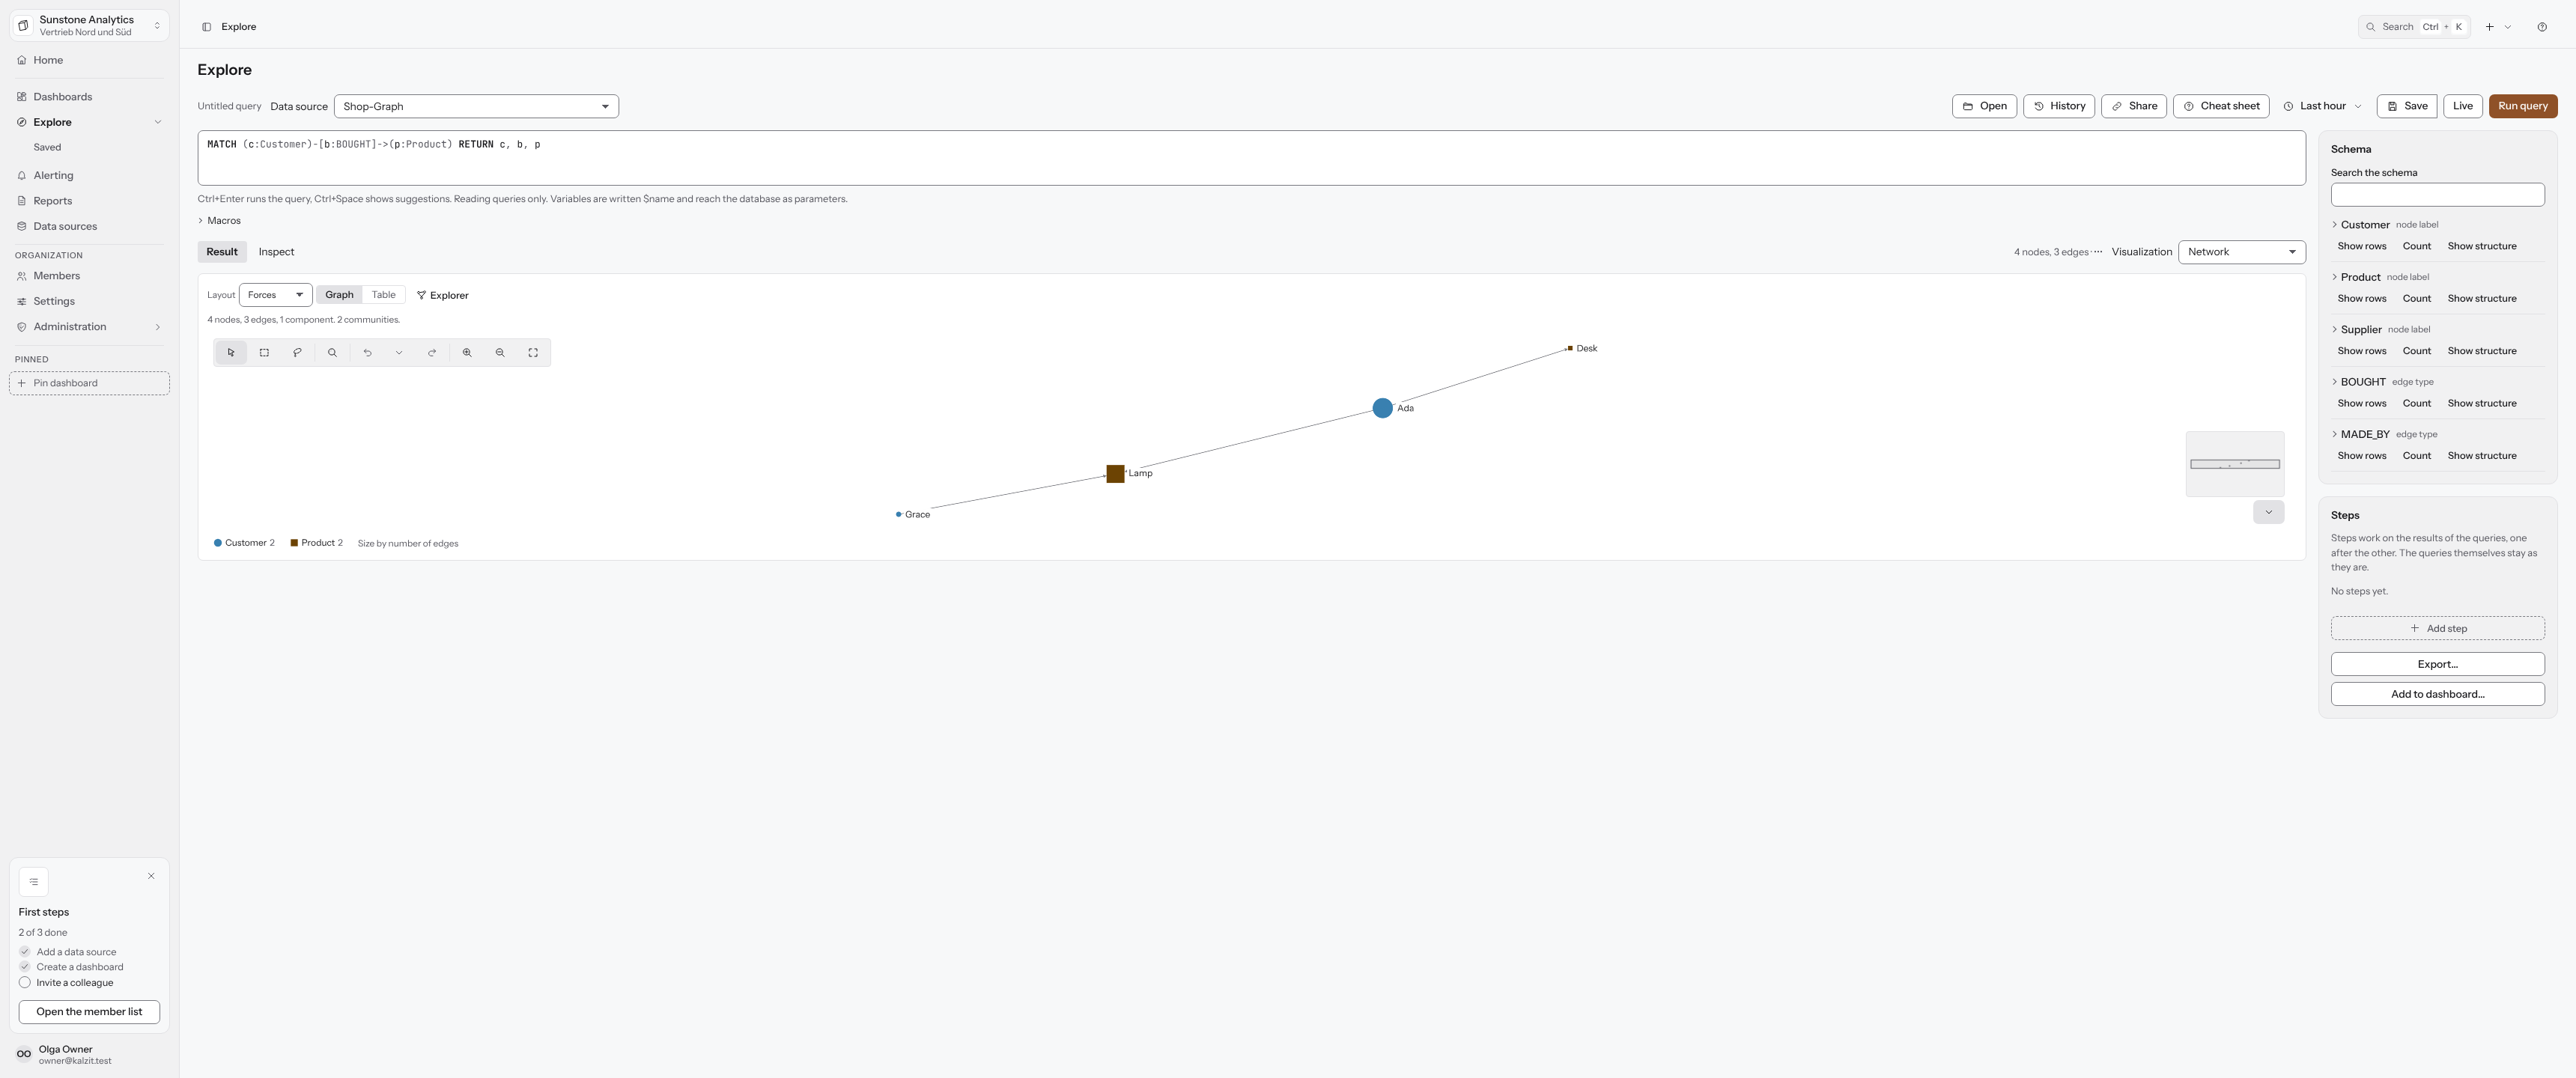 Sunstone Analytics
Vertrieb Nord und Süd
Home
Dashboards
Explore
Saved
Alerting
Reports
Data sources
ORGANIZATION
Members
Settings
Administration
PINNED
Pin dashboard
First steps
2 of 3 done
Add a data source
Create a dashboard
Invite a colleague
Open the member list
OO
Olga Owner
owner@kalzit.test
Explore
Search Ctrl + K
Explore
Untitled query Data source Shop-Graph
Open History Share Cheat sheet Last hour Save Live Run query
MATCH (c:Customer)-[b:BOUGHT]->(p:Product) RETURN c, b, p
Ctrl+Enter runs the query, Ctrl+Space shows suggestions. Reading queries only. Variables are written $name and reach the database as parameters.
Macros
Result Inspect
4 nodes, 3 edges · ··· Visualization Network
Layout Forces Graph Table Explorer
4 nodes, 3 edges, 1 component. 2 communities.
Desk
Ada
Lamp
Grace
Customer 2 Product 2 Size by number of edges
Schema
Search the schema
Customer node label
Show rows Count Show structure
Product node label
Show rows Count Show structure
Supplier node label
Show rows Count Show structure
BOUGHT edge type
Show rows Count Show structure
MADE_BY edge type
Show rows Count Show structure
Steps
Steps work on the results of the queries, one
after the other. The queries themselves stay as
they are.
No steps yet.
Add step
Export...
Add to dashboard...